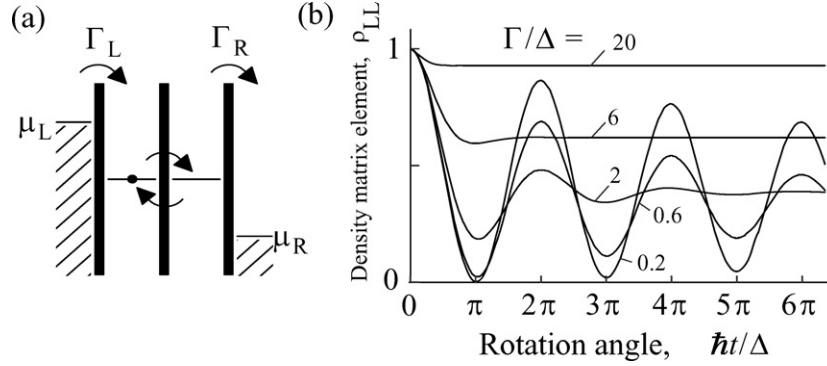 (a)
Γ_L
Γ_R
μ_L
μ_R
(b)
Density matrix element, ρ_LL
1
0
Γ/Δ =
20
6
2
0.6
0.2
0 π 2π 3π 4π 5π 6π
Rotation angle, ħt/Δ